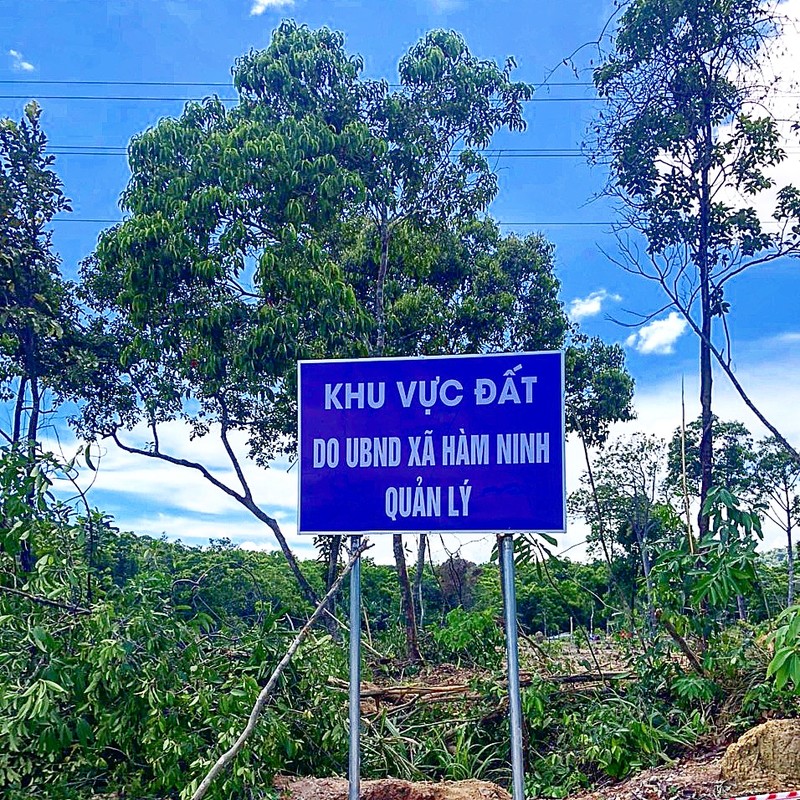 KHU VỰC ĐẤT
DO UBND XÃ HÀM NINH
QUẢN LÝ